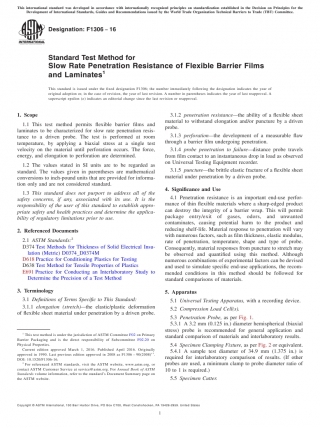 This international standard was developed in accordance with internationally recognized principles on standardization established in the Decision on Principles for the
Development of International Standards, Guides and Recommendations issued by the World Trade Organization Technical Barriers to Trade (TBT) Committee.
Designation: F1306 − 16
INTERNATIONAL
Standard Test Method for
Slow Rate Penetration Resistance of Flexible Barrier Films
and Laminates1
This standard is issued under the fixed designation F1306; the number immediately following the designation indicates the year of
original adoption or, in the case of revision, the year of last revision. A number in parentheses indicates the year of last reapproval. A
superscript epsilon (ε) indicates an editorial change since the last revision or reapproval.
1. Scope
1.1 This test method permits flexible barrier films and
laminates to be characterized for slow rate penetration resis-
tance to a driven probe. The test is performed at room
temperature, by applying a biaxial stress at a single test
velocity on the material until perforation occurs. The force,
energy, and elongation to perforation are determined.
1.2 The values stated in SI units are to be regarded as
standard. The values given in parentheses are mathematical
conversions to inch-pound units that are provided for informa-
tion only and are not considered standard.
1.3 This standard does not purport to address all of the
safety concerns, if any, associated with its use. It is the
responsibility of the user of this standard to establish appro-
priate safety and health practices and determine the applica-
bility of regulatory limitations prior to use.
2. Referenced Documents
2.1 ASTM Standards:2
D374 Test Methods for Thickness of Solid Electrical Insu-
lation (Metric) D0374_D0374M
D618 Practice for Conditioning Plastics for Testing
D638 Test Method for Tensile Properties of Plastics
E691 Practice for Conducting an Interlaboratory Study to
Determine the Precision of a Test Method
3. Terminology
3.1 Definitions of Terms Specific to This Standard:
3.1.1 elongation (stretch)—the elastic/plastic deformation
of flexible sheet material under penetration by a driven probe.
1 This test method is under the jurisdiction of ASTM Committee F02 on Primary
Barrier Packaging and is the direct responsibility of Subcommittee F02.20 on
Physical Properties.
Current edition approved March 1, 2016. Published April 2016. Originally
approved in 1990. Last previous edition approved in 2008 as
DOI: 10.1520/F1306-16.
2 For referenced ASTM standards, visit the ASTM website, www.astm.org, or
contact ASTM Customer Service at service@astm.org. For Annual Book of ASTM
Standards volume information, refer to the standard's Document Summary page on
the ASTM website.
3.1.2 penetration resistance—the ability of a flexible sheet
material to withstand elongation and/or puncture by a driven
probe.
3.1.3 perforation—the development of a measurable flaw
through a barrier film undergoing penetration.
3.1.4 probe penetration to failure—distance probe travels
from film contact to an instantaneous drop in load as observed
on Universal Testing Equipment recorder.
3.1.5 puncture—the brittle elastic fracture of a flexible sheet
material under penetration by a driven probe.
4. Significance and Use
4.1 Penetration resistance is an important end-use perfor-
mance of thin flexible materials where a sharp-edged product
can destroy the integrity of a barrier wrap. This will permit
package entry/exit of gases, odors, and unwanted
contaminates, causing potential harm to the product and
reducing shelf-life. Material response to penetration will vary
with numerous factors, such as film thickness, elastic modulus,
rate of penetration, temperature, shape and type of probe.
Consequently, material responses from puncture to stretch may
be observed and quantified using this method. Although
numerous combinations of experimental factors can be devised
and used to simulate specific end-use applications, the recom-
mended conditions in this method should be followed for
standard comparisons of materials.
5. Apparatus
5.1 Universal Testing Apparatus, with a recording device.
5.2 Compression Load Cell(s).
5.3 Penetration Probe, as per Fig. 1.
5.3.1 A 3.2 mm (0.125 in.) diameter hemispherical (biaxial
stress) probe is recommended for general application and
standard comparison of materials and interlaboratory results.
5.4 Specimen Clamping Fixture, as per Fig. 2 or equivalent.
5.4.1 A sample test diameter of 34.9 mm (1.375 in.) is
required for interlaboratory comparison of results. (If other
probes are used, a minimum clamp to probe diameter ratio of
10 to 1 is required.)
5.5 Specimen Cutter.
Copyright © ASTM International, 100 Barr Harbor Drive, PO Box C700, West Conshohocken, PA 19428-2959. United States
1